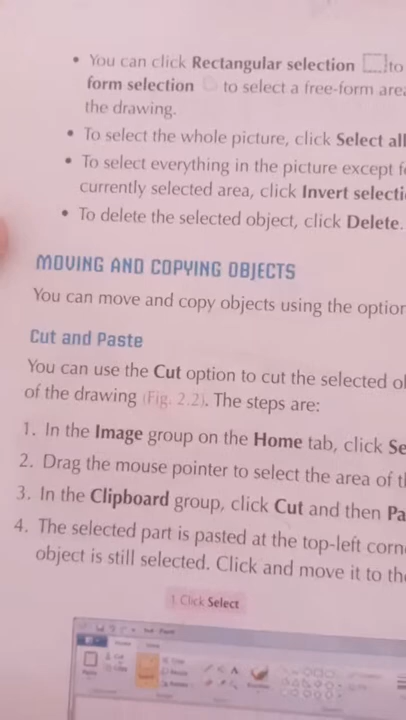 • You can click Rectangular selection to
form selection to select a free-form area
the drawing.
• To select the whole picture, click Select all
• To select everything in the picture except
currently selected area, click Invert selecti
• To delete the selected object, click Delete.
MOVING AND COPYING OBJECTS
You can move and copy objects using the option
Cut and Paste
You can use the Cut option to cut the selected
of the drawing (Fig. 2.2). The steps are:
1. In the Image group on the Home tab, click Se
2. Drag the mouse pointer to select the area of
3. In the Clipboard group, click Cut and then Pa
4. The selected part is pasted at the top-left corn
object is still selected. Click and move it to
1 Click Select